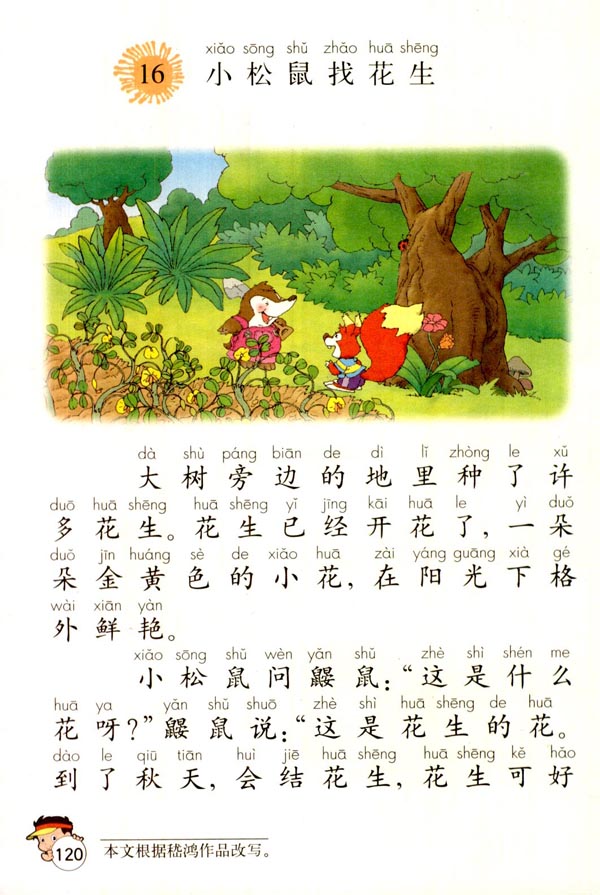 xiǎo sōng shǔ zhǎo huā shēng
16 小松鼠找花生
dà shù páng biān de dì lǐ zhòng le xǔ
大树旁边的地里种了许
duō huā shēng huā shēng yǐ jīng kāi huā le yì duǒ
多花生。花生已经开花了，一朵
duǒ jīn huáng sè de xiǎo huā zài yáng guāng xià gé
朵金黄色的小花，在阳光下格
wài xiān yàn
外鲜艳。
xiǎo sōng shǔ wèn yǎn shǔ zhè shì shén me
小松鼠问鼹鼠：“这是什么
huā ya yǎn shǔ shuō zhè shì huā shēng de huā
花呀？”鼹鼠说：“这是花生的花。
dào le qiū tiān huì jiē huā shēng huā shēng kě hǎo
到了秋天，会结花生，花生可好
120 本文根据嵇鸿作品改写。